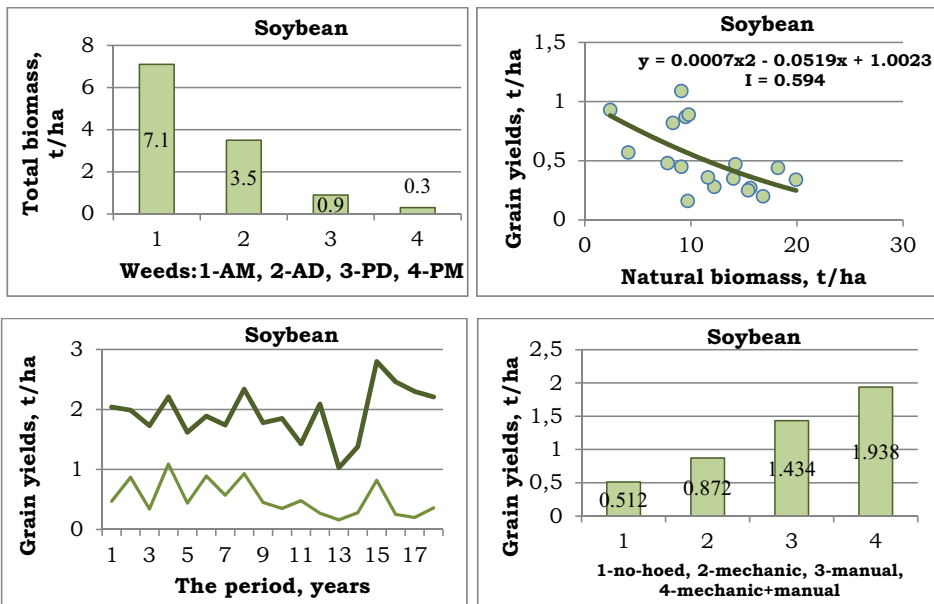 Soybean
Total biomass, t/ha
8
6
4
2
0
7.1
3.5
0.9
0.3
1 2 3 4
Weeds:1-AM, 2-AD, 3-PD, 4-PM
Soybean
Grain yields, t/ha
1,5
1
0,5
0
y = 0.0007x2 - 0.0519x + 1.0023
I = 0.594
0 10 20 30
Natural biomass, t/ha
Soybean
Grain yields, t/ha
3
2
1
0
1 3 5 7 9 11 13 15 17
The period, years
Soybean
Grain yields, t/ha
2,5
2
1,5
1
0,5
0
0.512
0.872
1.434
1.938
1 2 3 4
1-no-hoed, 2-mechanic, 3-manual,
4-mechanic+manual